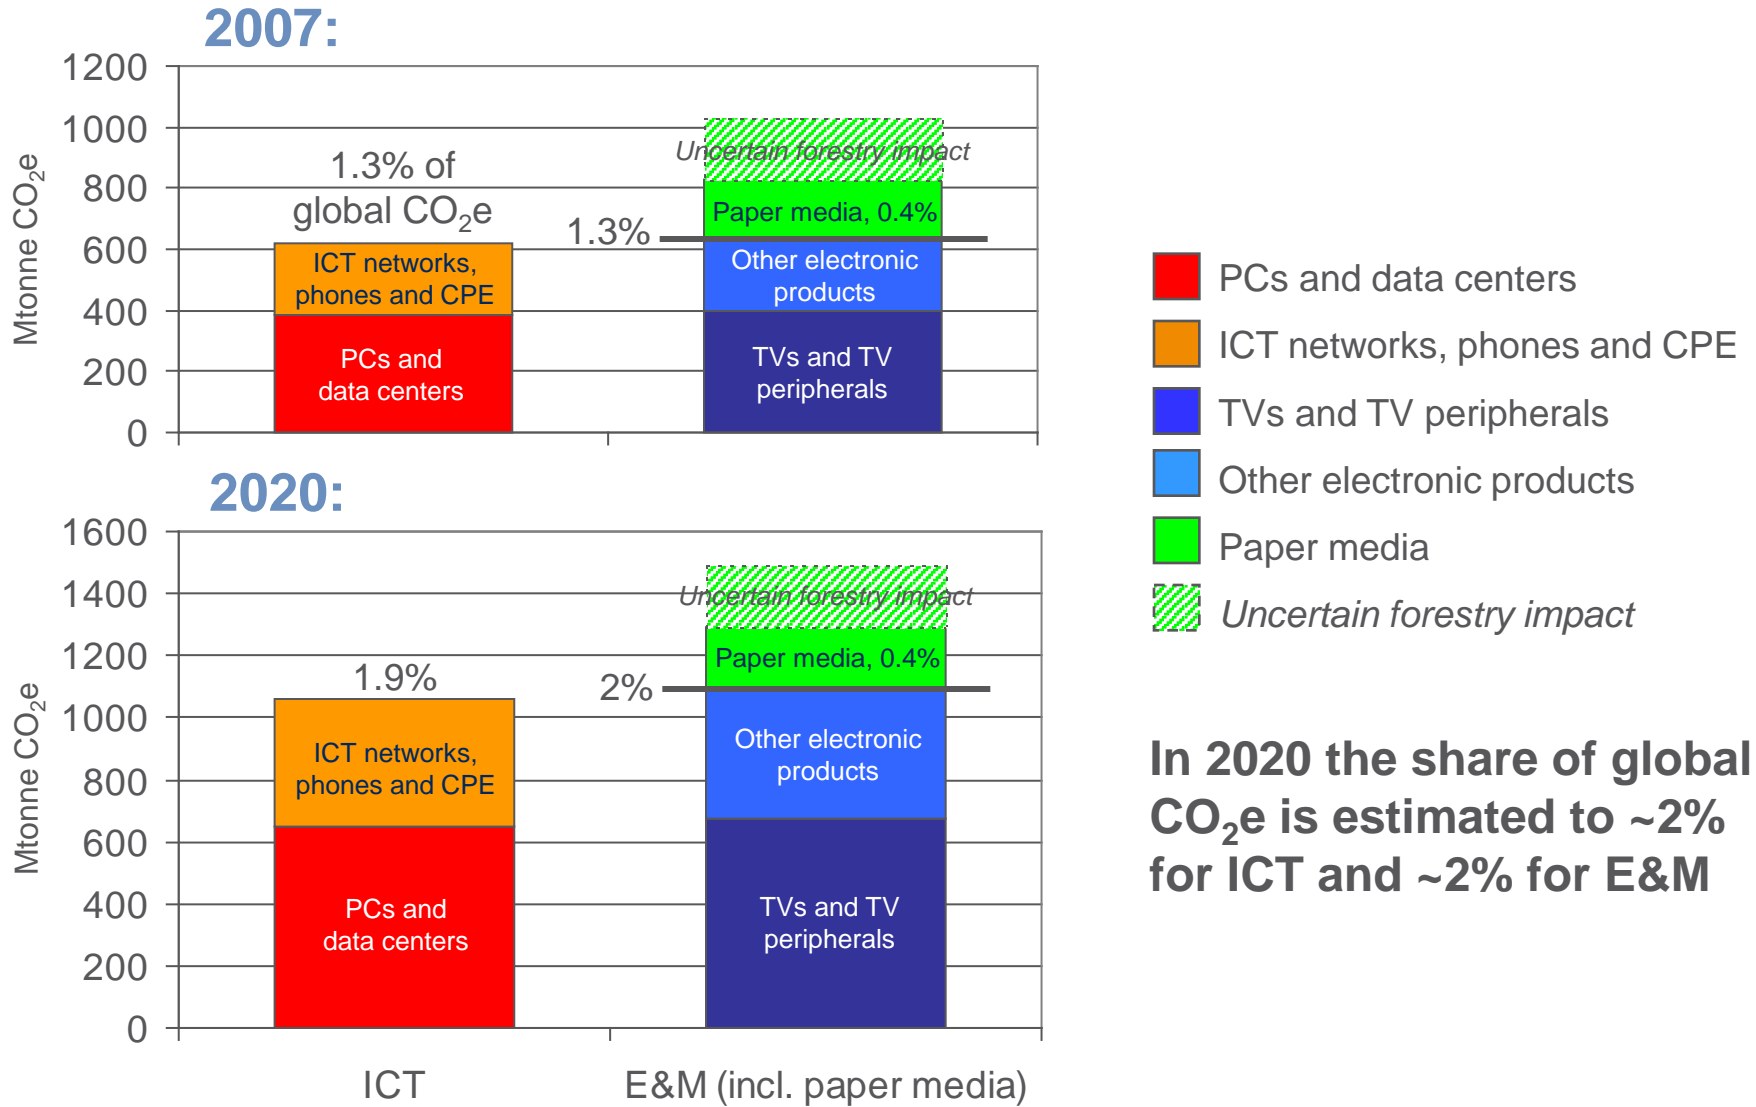 2007:
1200
1000
800
600
400
200
0
Mtonne CO₂e
1.3% of
global CO₂e
ICT networks,
phones and CPE
PCs and
data centers
1.3%
Uncertain forestry impact
Paper media, 0.4%
Other electronic
products
TVs and TV
peripherals
2020:
1600
1400
1200
1000
800
600
400
200
0
Mtonne CO₂e
1.9%
ICT networks,
phones and CPE
PCs and
data centers
2%
Uncertain forestry impact
Paper media, 0.4%
Other electronic
products
TVs and TV
peripherals
ICT
E&M (incl. paper media)
PCs and data centers
ICT networks, phones and CPE
TVs and TV peripherals
Other electronic products
Paper media
Uncertain forestry impact
In 2020 the share of global
CO₂e is estimated to ~2%
for ICT and ~2% for E&M